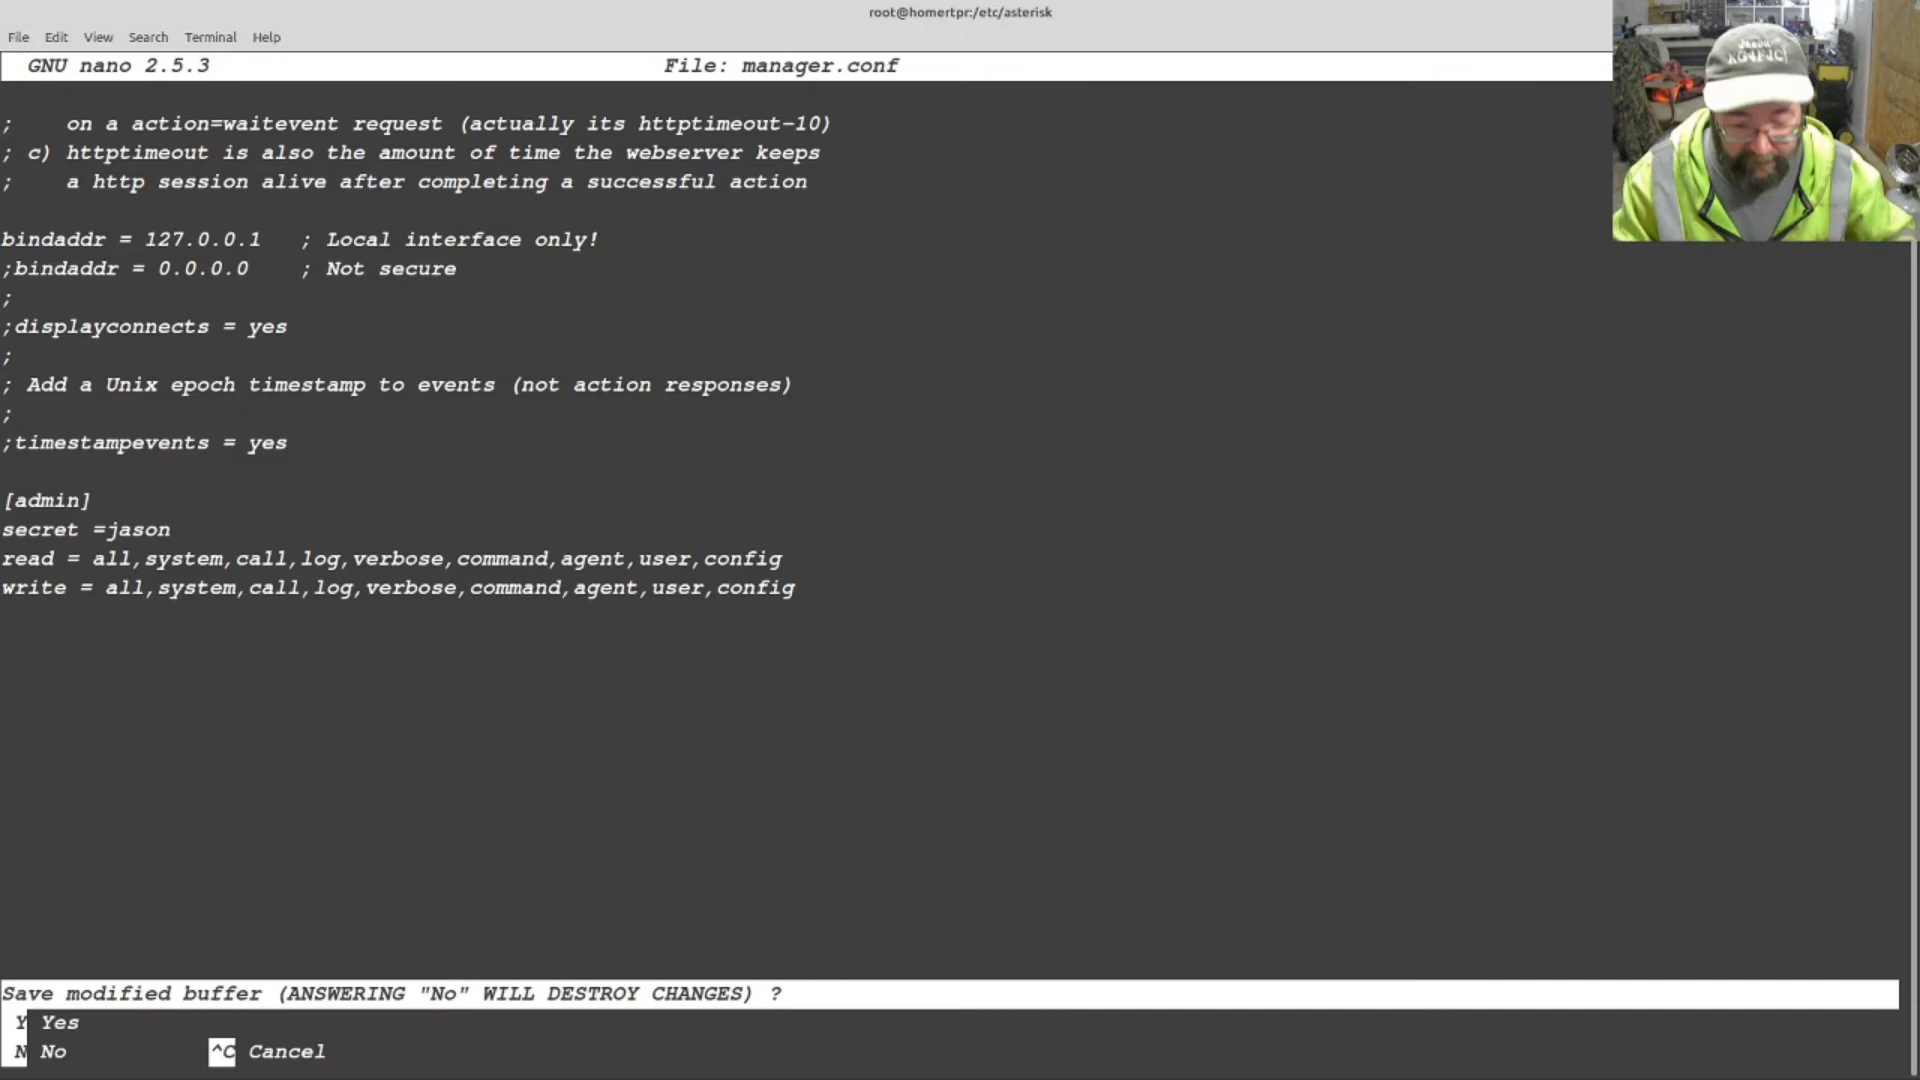 root@homertpr:/etc/asterisk
File Edit View Search Terminal Help
GNU nano 2.5.3 File: manager.conf
; on a action=waitevent request (actually its httptimeout-10)
; c) httptimeout is also the amount of time the webserver keeps
; a http session alive after completing a successful action
bindaddr = 127.0.0.1 ; Local interface only!
;bindaddr = 0.0.0.0 ; Not secure
;
;displayconnects = yes
;
; Add a Unix epoch timestamp to events (not action responses)
;
;timestampevents = yes
[admin]
secret =jason
read = all,system,call,log,verbose,command,agent,user,config
write = all,system,call,log,verbose,command,agent,user,config
Save modified buffer (ANSWERING "No" WILL DESTROY CHANGES) ?
Y Yes
N No ^C Cancel